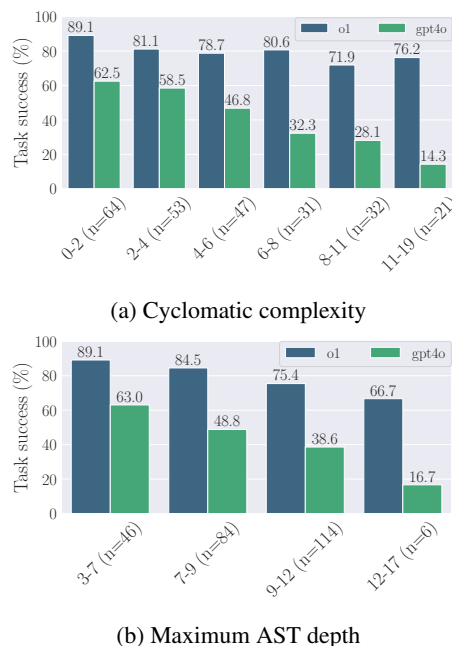 100
80
60
40
20
0
Task success (%)
o1 gpt4o
89.1 81.1 78.7 80.6 71.9 76.2
62.5 58.5 46.8 32.3 28.1 14.3
0-2 (n=64) 2-4 (n=53) 4-6 (n=47) 6-8 (n=31) 8-11 (n=32) 11-19 (n=21)
(a) Cyclomatic complexity
100
80
60
40
20
0
Task success (%)
o1 gpt4o
89.1 84.5 75.4 66.7
63.0 48.8 38.6 16.7
3-7 (n=46) 7-9 (n=84) 9-12 (n=114) 12-17 (n=6)
(b) Maximum AST depth